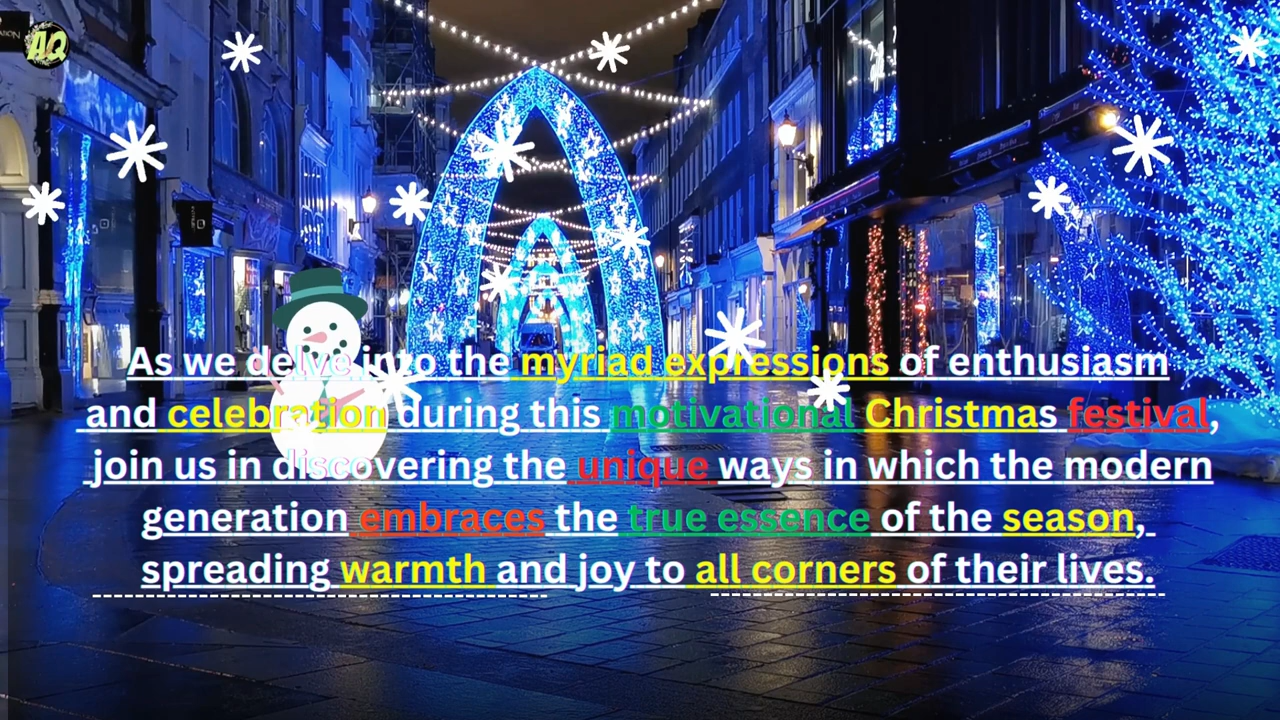 AQ
As we delve into the myriad expressions of enthusiasm
and celebration during this motivational Christmas festival,
join us in discovering the unique ways in which the modern
generation embraces the true essence of the season,
spreading warmth and joy to all corners of their lives.